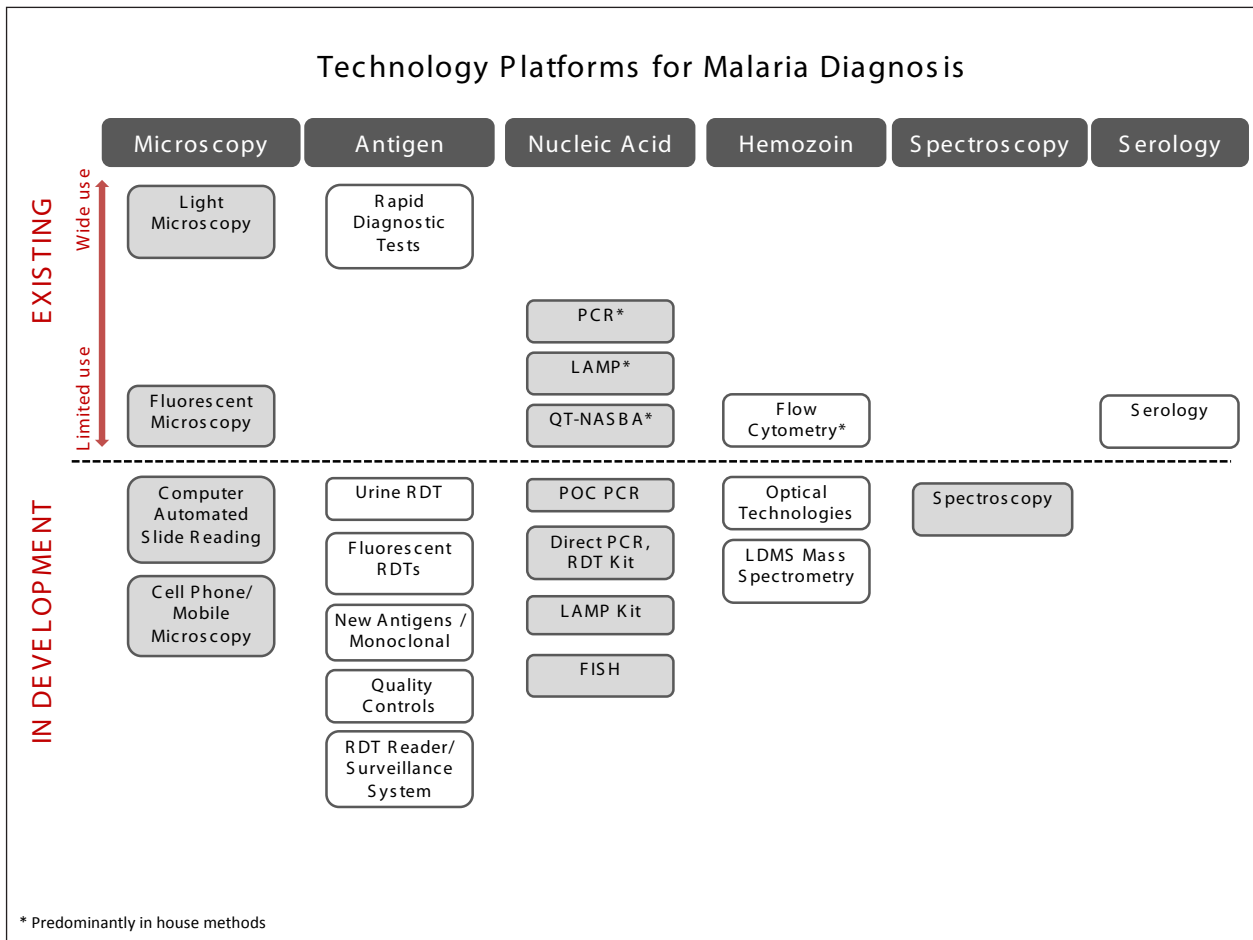 Technology Platforms for Malaria Diagnosis
Microscopy
Antigen
Nucleic Acid
Hemozoin
Spectroscopy
Serology
EXISTING
Wide use
Limited use
Light
Microscopy
Rapid
Diagnostic
Tests
PCR*
LAMP*
Fluorescent
Microscopy
QT-NASBA*
Flow
Cytometry*
Serology
IN DEVELOPMENT
Computer
Automated
Slide Reading
Cell Phone/
Mobile
Microscopy
Urine RDT
Fluorescent
RDTs
New Antigens /
Monoclonal
Quality
Controls
RDT Reader/
Surveillance
System
POC PCR
Direct PCR,
RDT Kit
LAMP Kit
FISH
Optical
Technologies
LDMS Mass
Spectrometry
Spectroscopy
* Predominantly in house methods